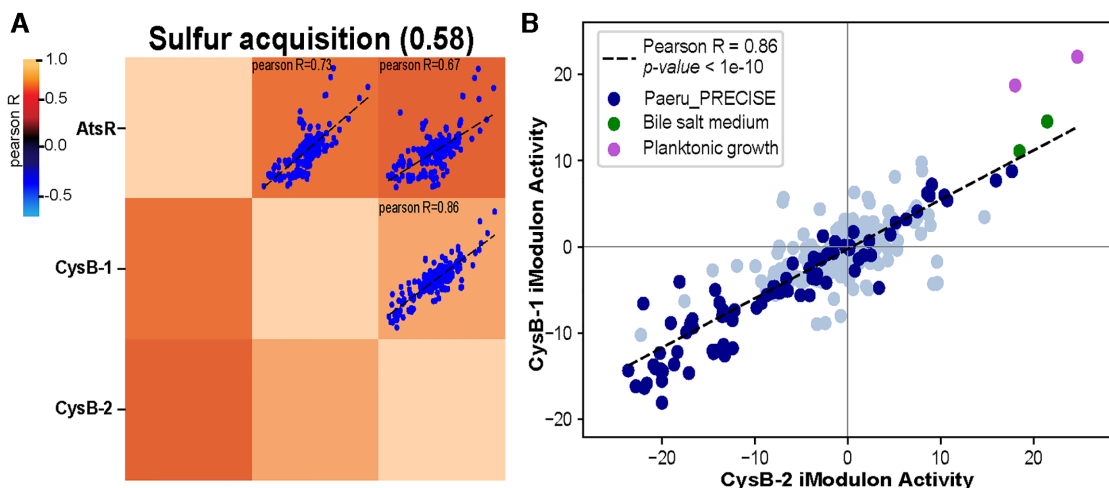 A
Sulfur acquisition (0.58)
pearson R
1.0
0.5
0.0
-0.5
AtsR
CysB-1
CysB-2
pearson R=0.73
pearson R=0.67
pearson R=0.86
B
CysB-1 iModulon Activity
20
10
0
−10
−20
Pearson R = 0.86
p-value < 1e-10
Paeru_PRECISE
Bile salt medium
Planktonic growth
−20
−10
0
10
20
CysB-2 iModulon Activity